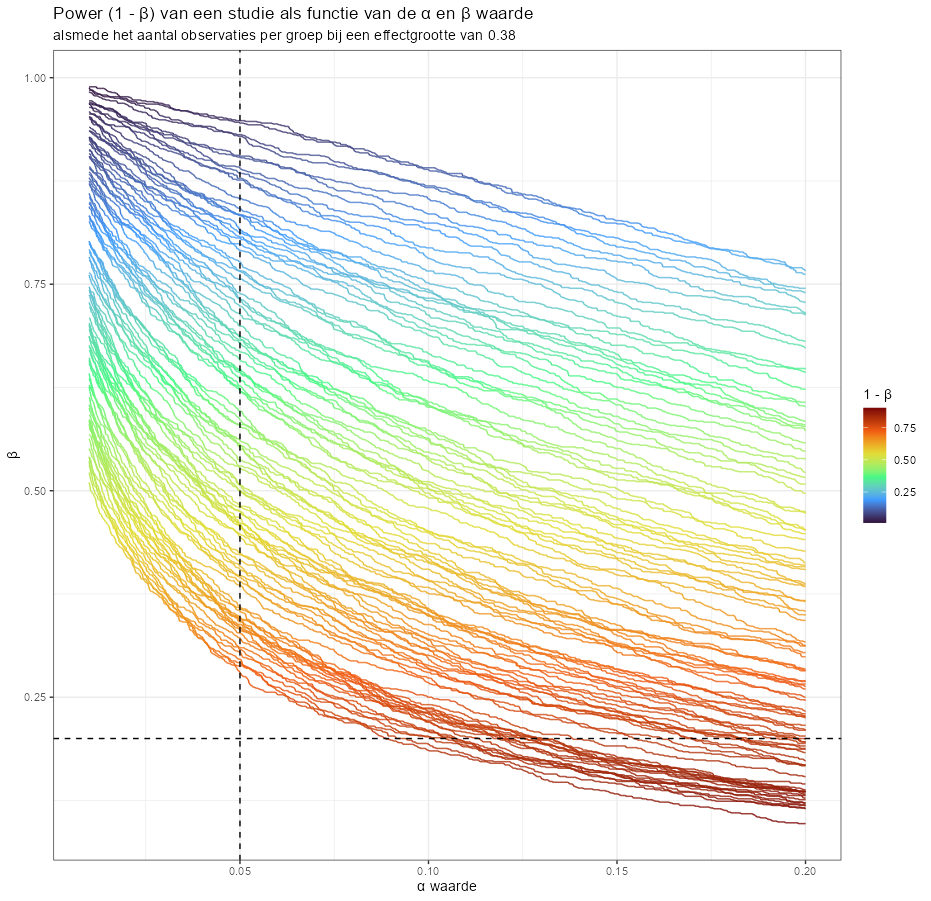 Power (1 - β) van een studie als functie van de α en β waarde
alsmede het aantal observaties per groep bij een effectgrootte van 0.38
1.00
0.75
0.50
0.25
β
0.05
0.10
0.15
0.20
α waarde
1 - β
0.75
0.50
0.25